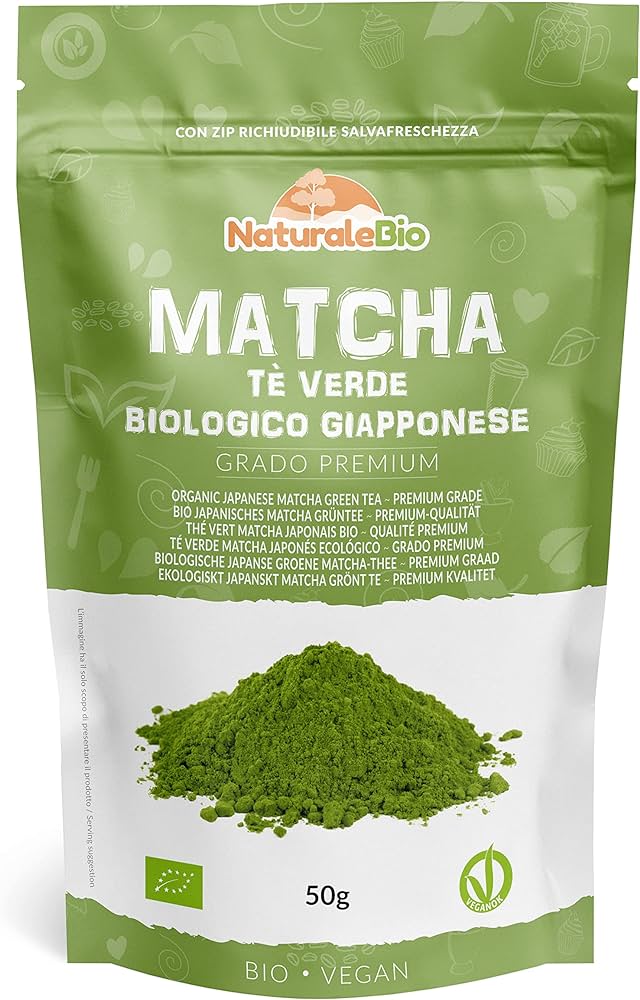 CON ZIP RICHIUDIBILE SALVAFRESCHEZZA
NaturaleBio
MATCHA
TÈ VERDE
BIOLOGICO GIAPPONESE
GRADO PREMIUM
ORGANIC JAPANESE MATCHA GREEN TEA ~ PREMIUM GRADE
BIO JAPANISCHES MATCHA GRÜNTEE ~ PREMIUM-QUALITÄT
THÉ VERT MATCHA JAPONAIS BIO ~ QUALITÉ PREMIUM
TÉ VERDE MATCHA JAPONÉS ECOLÓGICO ~ GRADO PREMIUM
BIOLOGISCHE JAPANSE GROENE MATCHA-THEE ~ PREMIUM GRAAD
EKOLOGISKT JAPANSKT MATCHA GRÖNT TE ~ PREMIUM KVALITET
L'immagine ha il solo scopo di presentare il prodotto / Serving suggestion
50g
VEGANOK
BIO • VEGAN